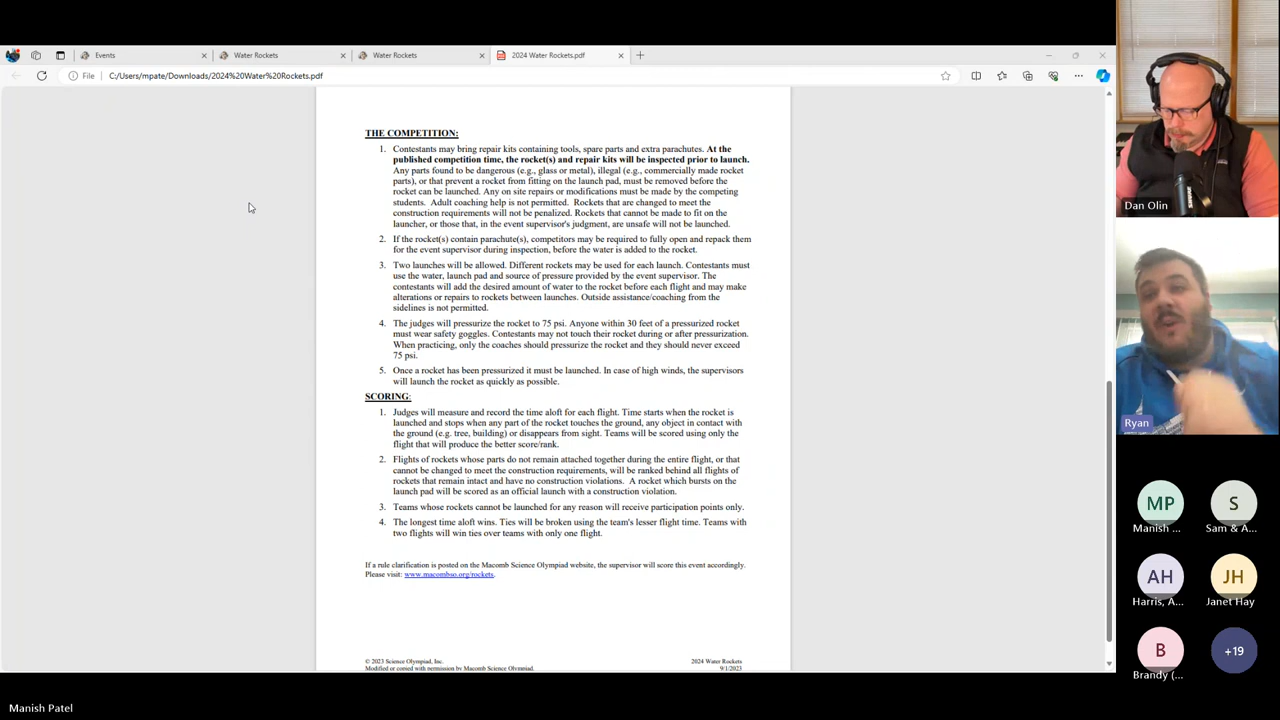 Events
Water Rockets
Water Rockets
2024 Water Rockets.pdf
File
C:/Users/mpate/Downloads/2024%20Water%20Rockets.pdf
THE COMPETITION:
1. Contestants may bring repair kits containing tools, spare parts and extra parachutes. At the
published competition time, the rocket(s) and repair kits will be inspected prior to launch.
Any parts found to be dangerous (e.g., glass or metal), illegal (e.g., commercially made rocket
parts), or that prevent a rocket from fitting on the launch pad, must be removed before the
rocket can be launched. Any on site repairs or modifications must be made by the competing
students. Adult coaching help is not permitted. Rockets that are changed to meet the
construction requirements will not be penalized. Rockets that cannot be made to fit on the
launcher, or those that, in the event supervisor's judgment, are unsafe will not be launched.
2. If the rocket(s) contain parachute(s), competitors may be required to fully open and repack them
for the event supervisor during inspection, before the water is added to the rocket.
3. Two launches will be allowed. Different rockets may be used for each launch. Contestants must
use the water, launch pad and source of pressure provided by the event supervisor. The
contestants will add the desired amount of water to the rocket before each flight and may make
alterations or repairs to rockets between launches. Outside assistance/coaching from the
sidelines is not permitted.
4. The judges will pressurize the rocket to 75 psi. Anyone within 30 feet of a pressurized rocket
must wear safety goggles. Contestants may not touch their rocket during or after pressurization.
When practicing, only the coaches should pressurize the rocket and they should never exceed
75 psi.
5. Once a rocket has been pressurized it must be launched. In case of high winds, the supervisors
will launch the rocket as quickly as possible.
SCORING:
1. Judges will measure and record the time aloft for each flight. Time starts when the rocket is
launched and stops when any part of the rocket touches the ground, any object in contact with
the ground (e.g. tree, building) or disappears from sight. Teams will be scored using only the
flight that will produce the better score/rank.
2. Flights of rockets whose parts do not remain attached together during the entire flight, or that
cannot be changed to meet the construction requirements, will be ranked behind all flights of
rockets that remain intact and have no construction violations. A rocket which bursts on the
launch pad will be scored as an official launch with a construction violation.
3. Teams whose rockets cannot be launched for any reason will receive participation points only.
4. The longest time aloft wins. Ties will be broken using the team's lesser flight time. Teams with
two flights will win ties over teams with only one flight.
If a rule clarification is posted on the Macomb Science Olympiad website, the supervisor will score this event accordingly.
Please visit: www.macombso.org/rockets.
© 2023 Science Olympiad, Inc.
Modified or copied with permission by Macomb Science Olympiad.
2024 Water Rockets
9/1/2023
Dan Olin
Ryan
MP
Manish ...
S
Sam & A...
AH
Harris, A...
JH
Janet Hay
B
Brandy (...
+19
Manish Patel